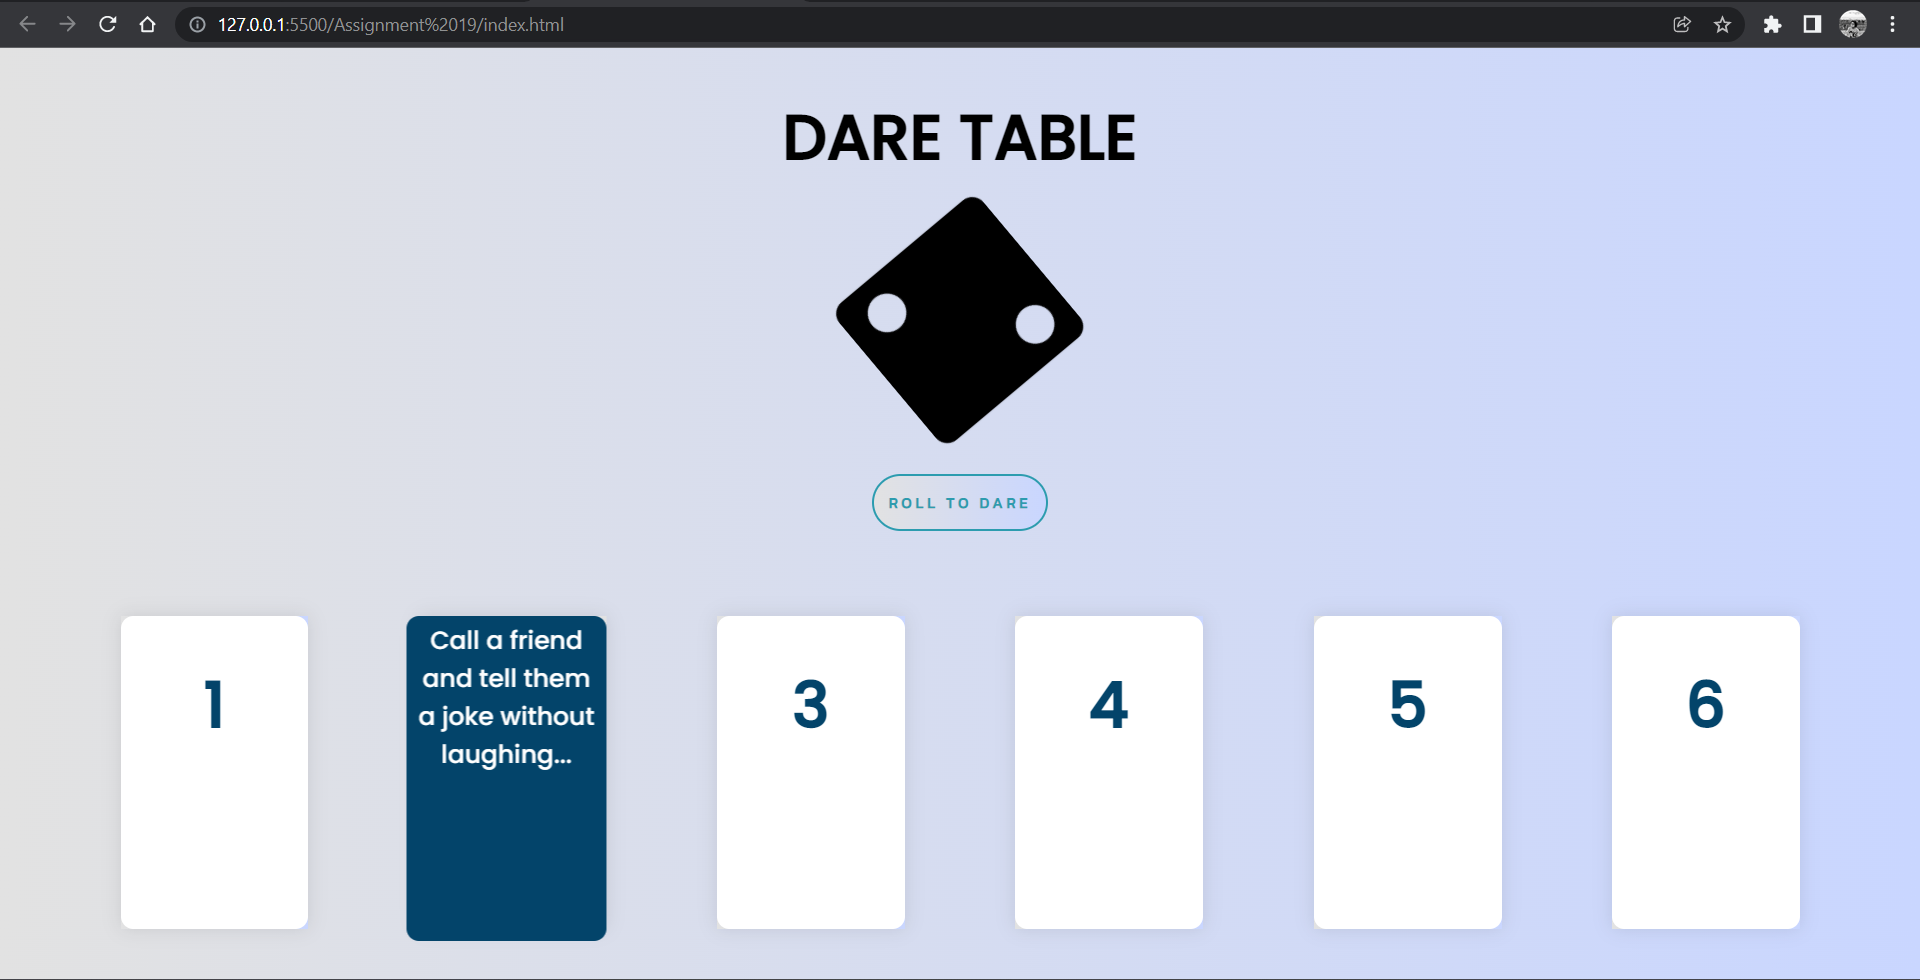 127.0.0.1:5500/Assignment%2019/index.html
DARE TABLE
ROLL TO DARE
1
Call a friend
and tell them
a joke without
laughing...
3
4
5
6